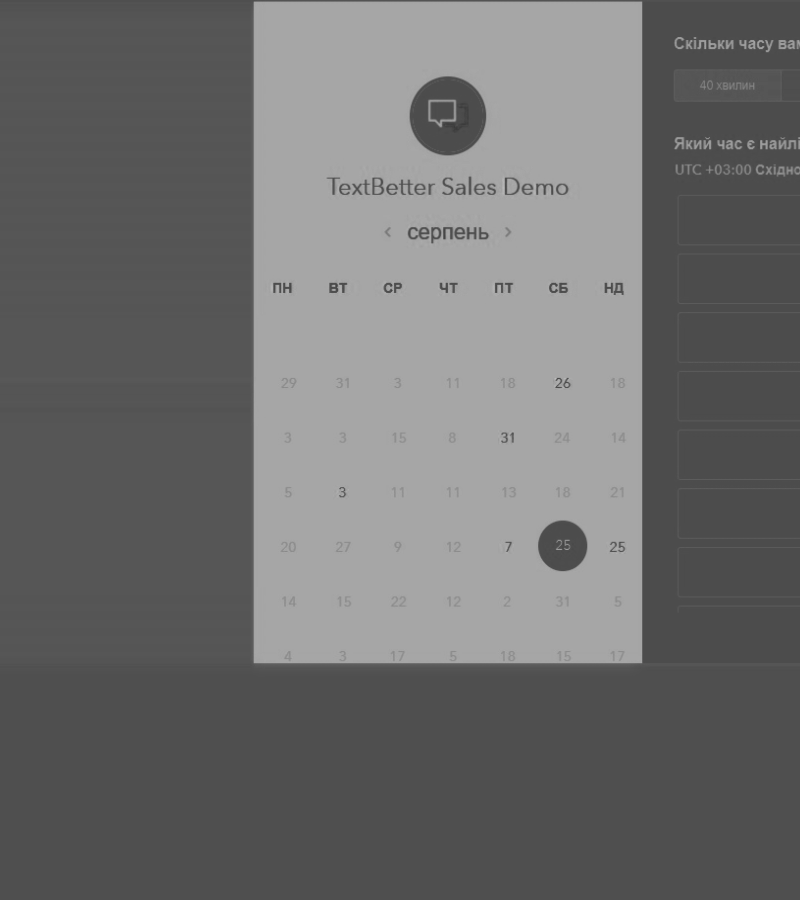 TextBetter Sales Demo
‹ серпень ›
ПН ВТ СР ЧТ ПТ СБ НД
29 31 3 11 18 26 18
3 3 15 8 31 24 14
5 3 11 11 13 18 21
20 27 9 12 7 25 25
14 15 22 12 2 31 5
4 3 17 5 18 15 17
Скільки часу
40 хвилин
Який час є
UTC +03:00